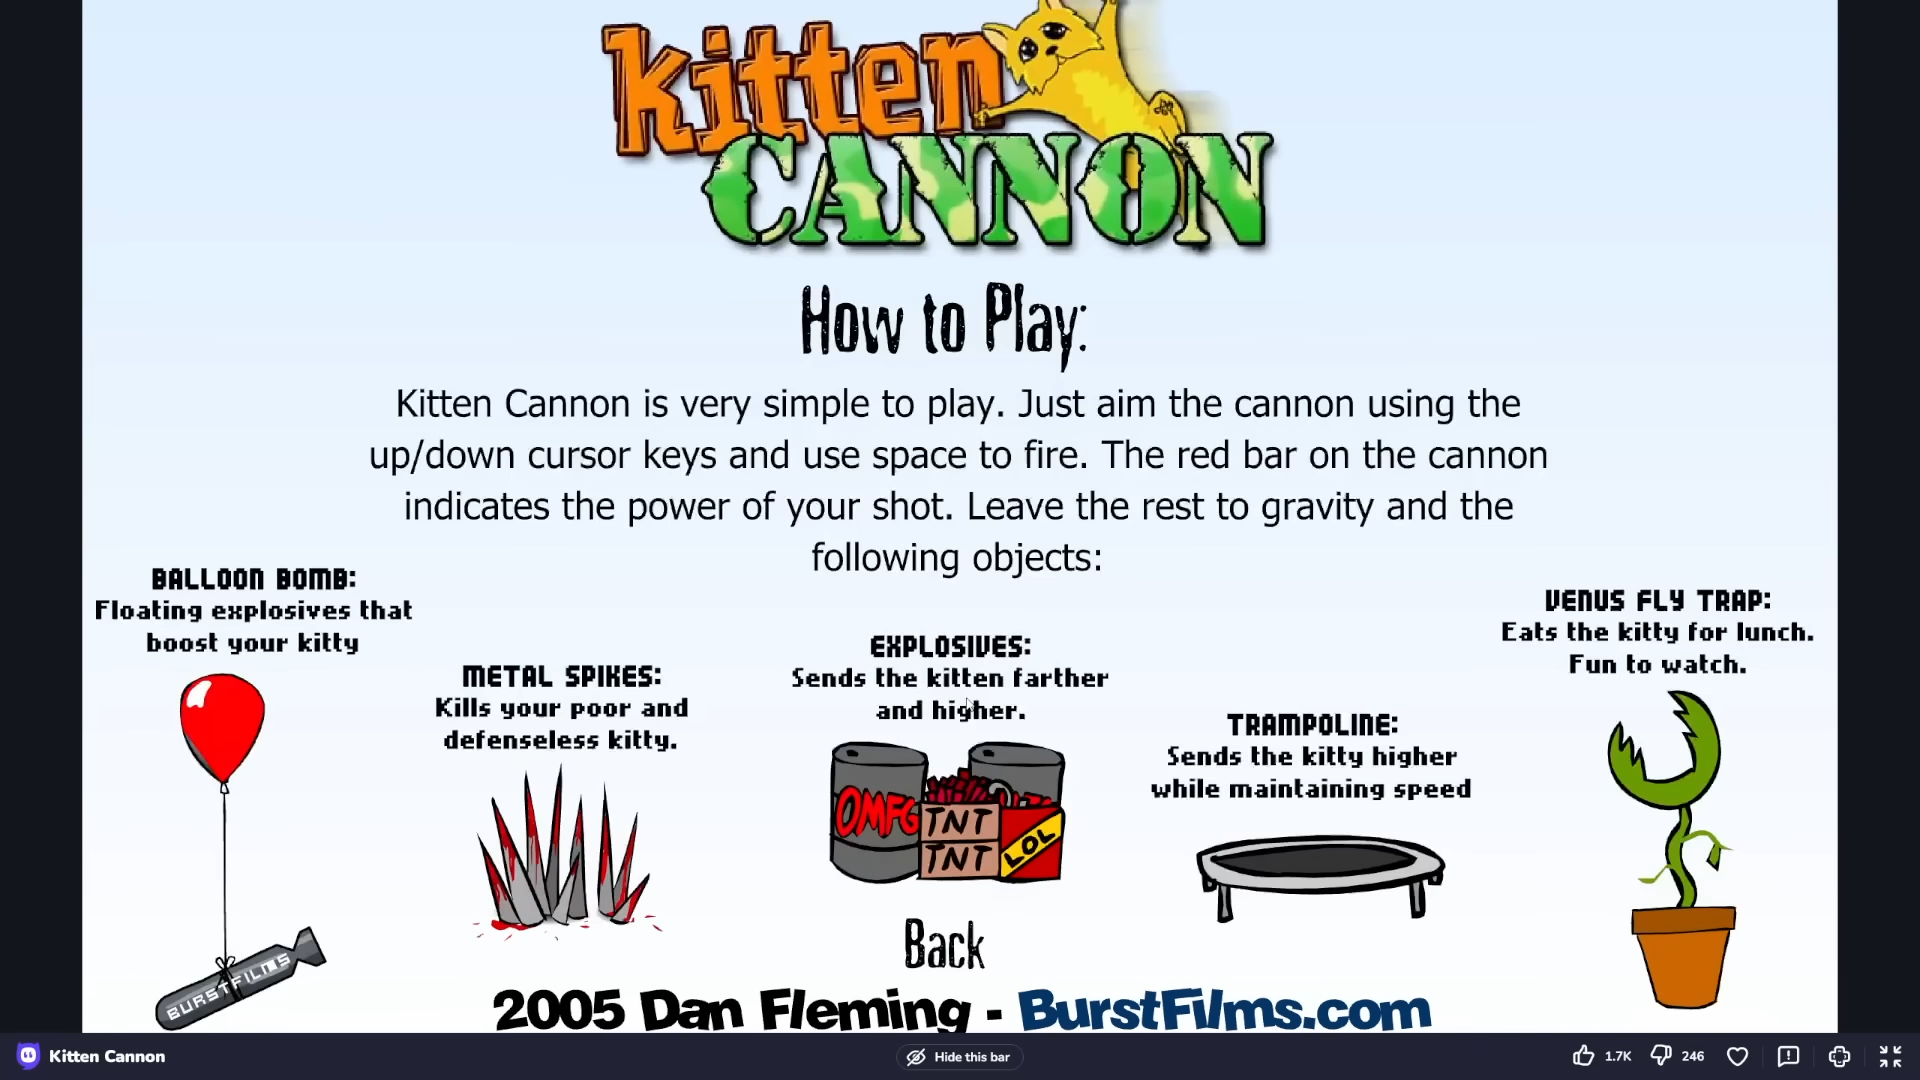 kitten
CANNON
How to Play:
Kitten Cannon is very simple to play. Just aim the cannon using the
up/down cursor keys and use space to fire. The red bar on the cannon
indicates the power of your shot. Leave the rest to gravity and the
following objects:
BALLOON BOMB:
Floating explosives that
boost your kitty
BURSTFILMS
METAL SPIKES:
Kills your poor and
defenseless kitty.
EXPLOSIVES:
Sends the kitten farther
and higher.
OMFG
TNT
TNT
LOL
TRAMPOLINE:
Sends the kitty higher
while maintaining speed
VENUS FLY TRAP:
Eats the kitty for lunch.
Fun to watch.
Back
2005 Dan Fleming - BurstFilms.com
Kitten Cannon
Hide this bar
1.7K
246